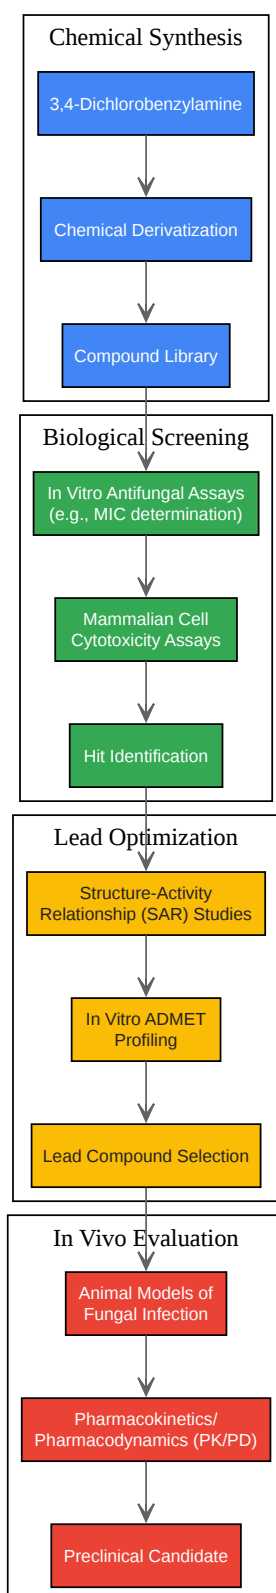 Chemical Synthesis
3,4-Dichlorobenzylamine
Chemical Derivatization
Compound Library
Biological Screening
In Vitro Antifungal Assays
(e.g., MIC determination)
Mammalian Cell
Cytotoxicity Assays
Hit Identification
Lead Optimization
Structure-Activity
Relationship (SAR) Studies
In Vitro ADMET
Profiling
Lead Compound Selection
In Vivo Evaluation
Animal Models of
Fungal Infection
Pharmacokinetics/
Pharmacodynamics (PK/PD)
Preclinical Candidate